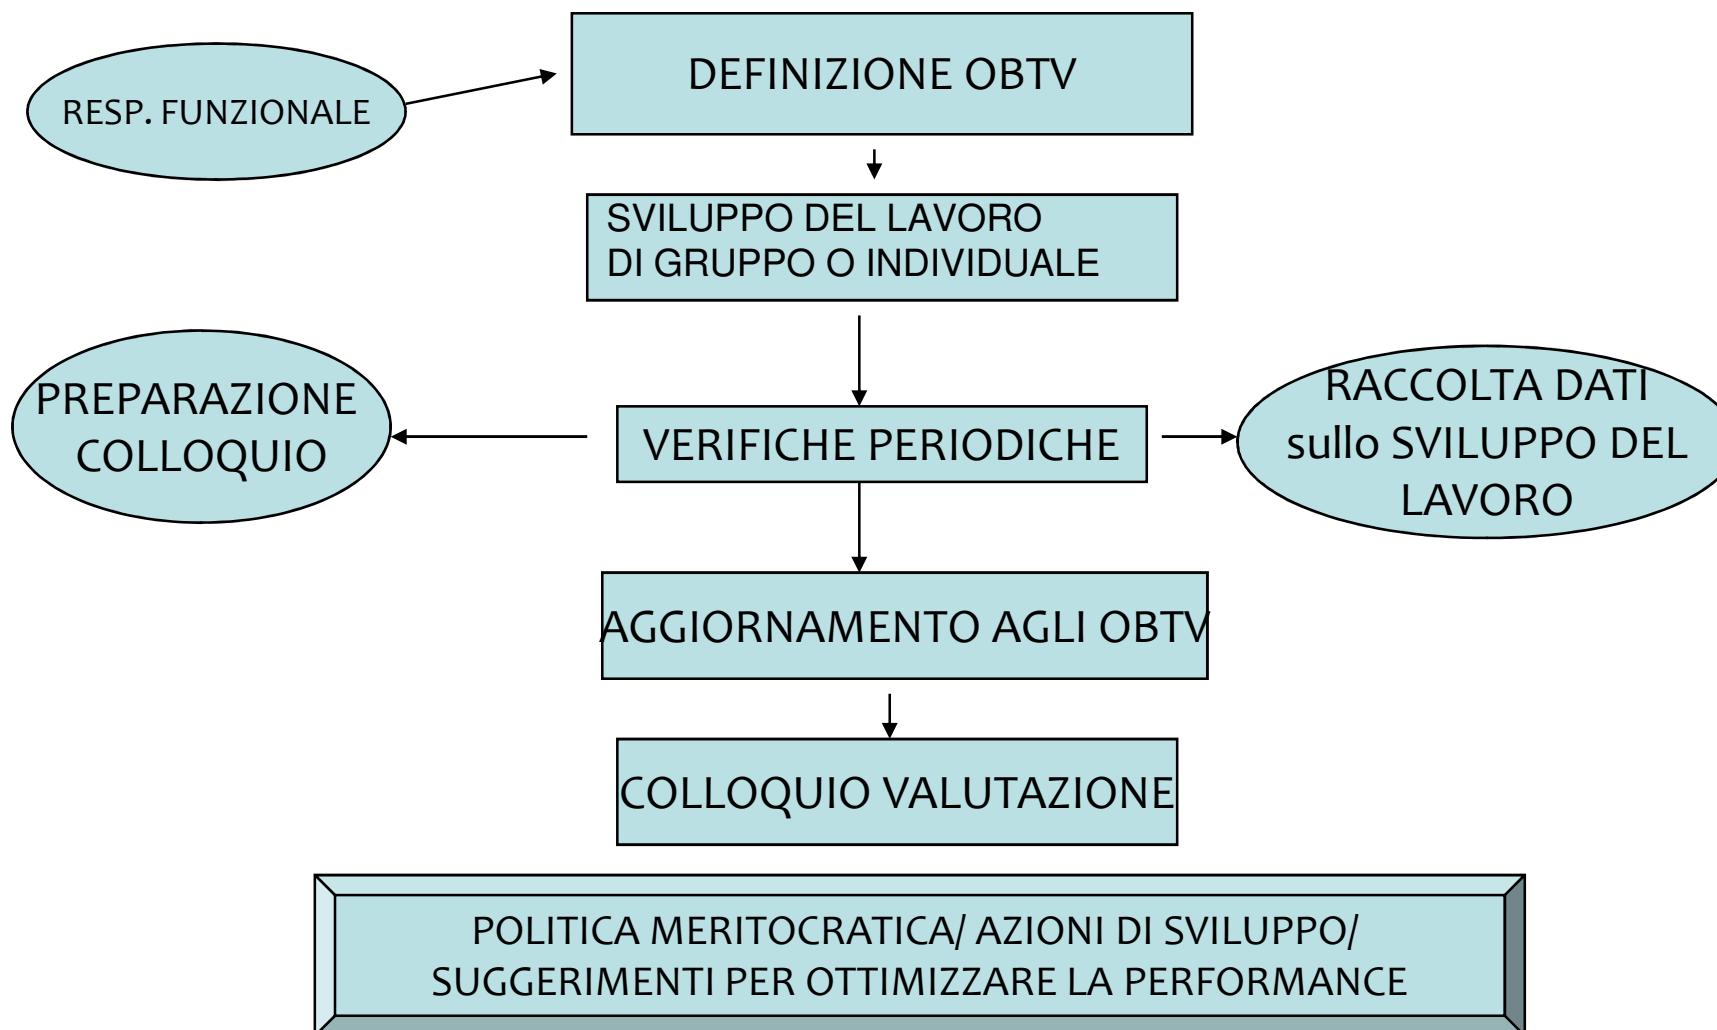 DEFINIZIONE OBTV
RESP. FUNZIONALE
SVILUPPO DEL LAVORO
DI GRUPPO O INDIVIDUALE
PREPARAZIONE
COLLOQUIO
VERIFICHE PERIODICHE
RACCOLTA DATI
sullo SVILUPPO DEL
LAVORO
AGGIORNAMENTO AGLI OBTV
COLLOQUIO VALUTAZIONE
POLITICA MERITOCRATICA/ AZIONI DI SVILUPPO/
SUGGERIMENTI PER OTTIMIZZARE LA PERFORMANCE